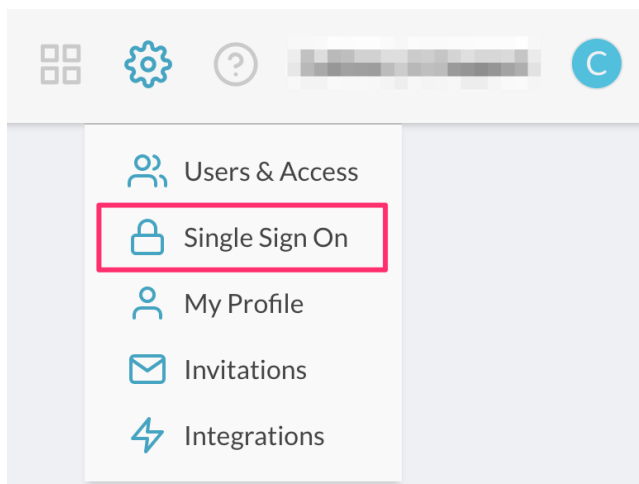 ?
C
Users & Access
Single Sign On
My Profile
Invitations
Integrations